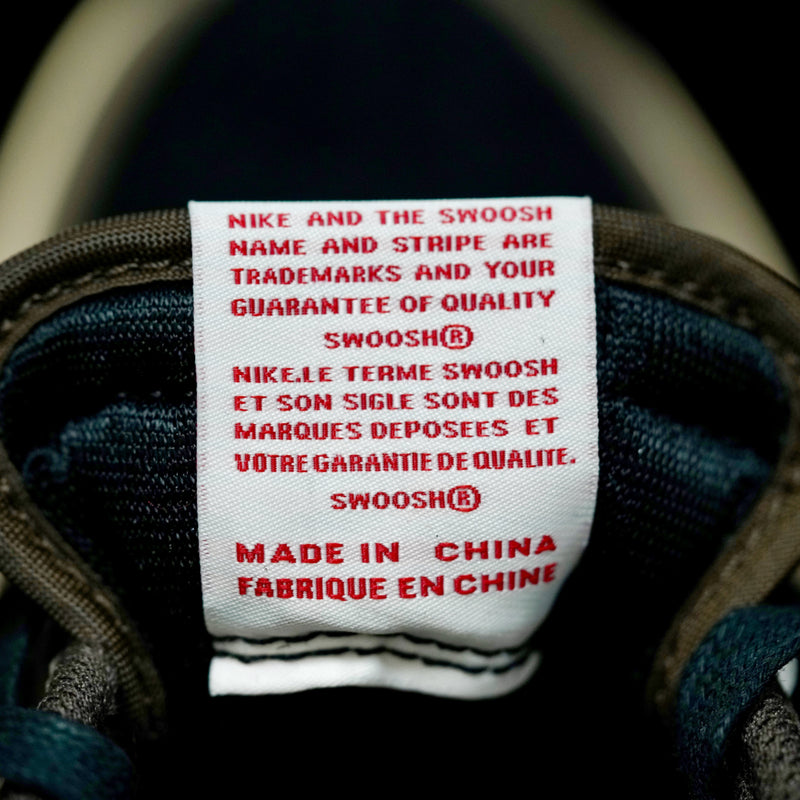 NIKE AND THE SWOOSH
NAME AND STRIPE ARE
TRADEMARKS AND YOUR
GUARANTEE OF QUALITY
SWOOSH®
NIKE.LE TERME SWOOSH
ET SON SIGLE SONT DES
MARQUES DEPOSEES ET
VOTRE GARANTIE DE QUALITE.
SWOOSH®
MADE IN CHINA
FABRIQUE EN CHINE